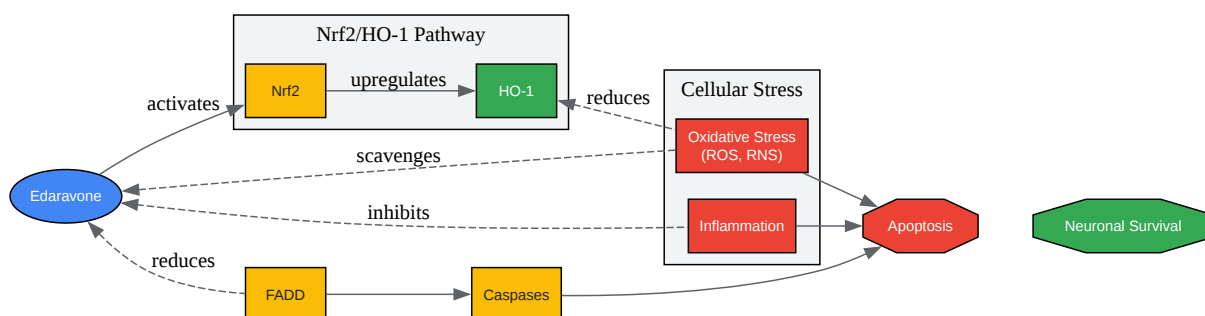 Nrf2/HO-1 Pathway
Nrf2
upregulates
HO-1
activates
Cellular Stress
reduces
Oxidative Stress
(ROS, RNS)
scavenges
Edaravone
inhibits
Inflammation
Apoptosis
Neuronal Survival
reduces
FADD
Caspases